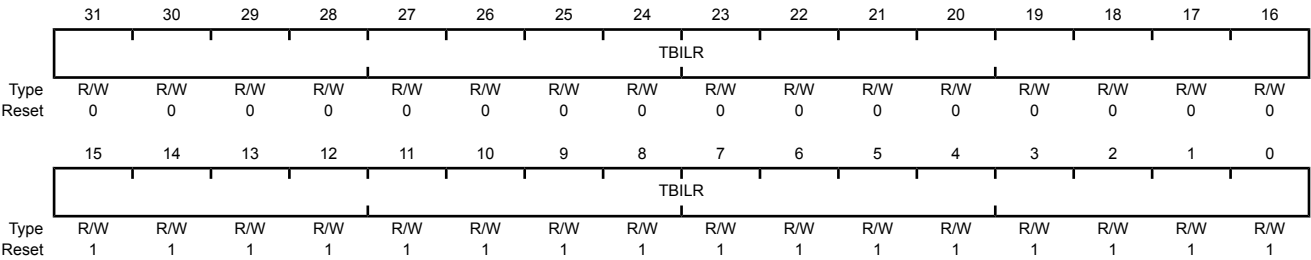 31 30 29 28 27 26 25 24 23 22 21 20 19 18 17 16
TBILR
Type R/W R/W R/W R/W R/W R/W R/W R/W R/W R/W R/W R/W R/W R/W R/W R/W
Reset 0 0 0 0 0 0 0 0 0 0 0 0 0 0 0 0
15 14 13 12 11 10 9 8 7 6 5 4 3 2 1 0
TBILR
Type R/W R/W R/W R/W R/W R/W R/W R/W R/W R/W R/W R/W R/W R/W R/W R/W
Reset 1 1 1 1 1 1 1 1 1 1 1 1 1 1 1 1